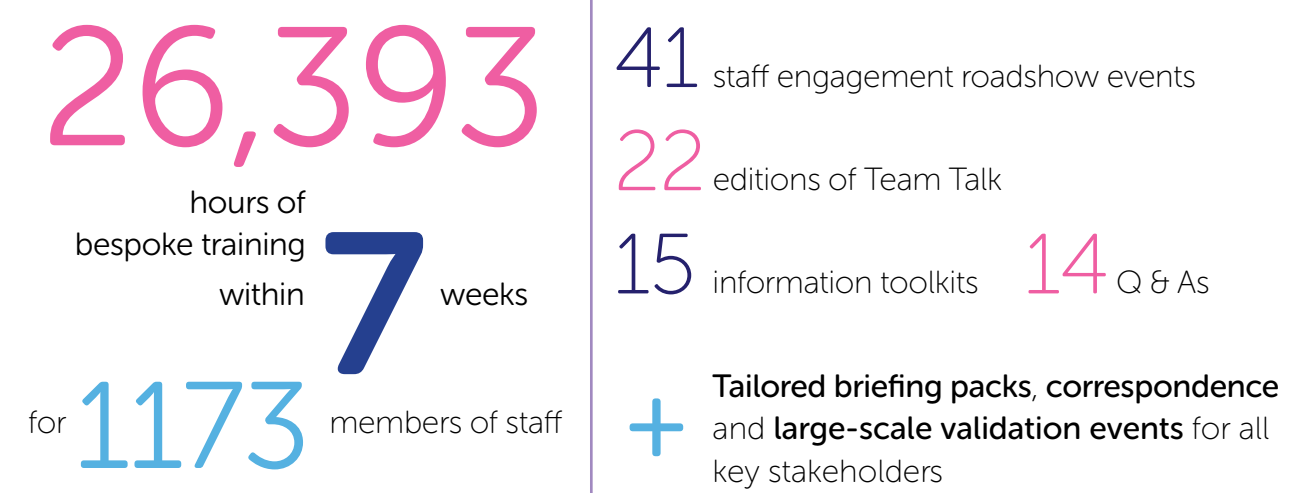 26,393
hours of
bespoke training
within 7 weeks
for 1173 members of staff
41 staff engagement roadshow events
22 editions of Team Talk
15 information toolkits 14 Q & As
+ Tailored briefing packs, correspondence
and large-scale validation events for all
key stakeholders